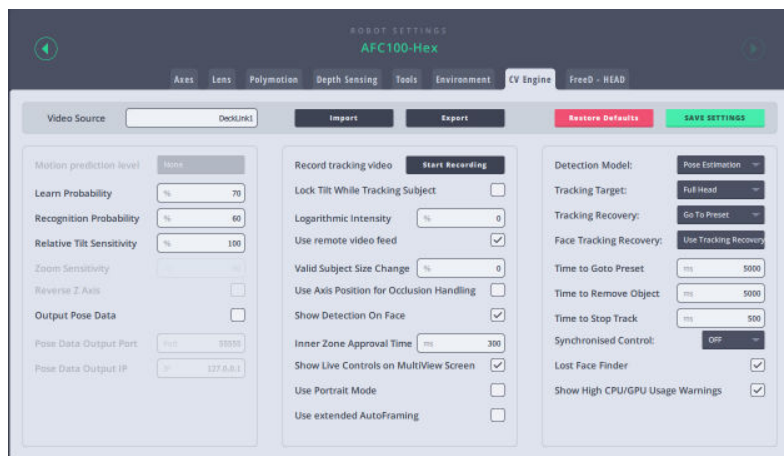 ROBOT SETTINGS
AFC100-Hex
Axes Lens Polymotion Depth Sensing Tools Environment CV Engine FreeD - HEAD
Video Source DeckLink1 Import Export Restore Defaults SAVE SETTINGS
Motion prediction level None
Learn Probability % 70
Recognition Probability % 60
Relative Tilt Sensitivity % 100
Zoom Sensitivity
Reverse Z Axis
Output Pose Data
Pose Data Output Port 55555
Pose Data Output IP IP 127.0.0.1
Record tracking video Start Recording
Lock Tilt While Tracking Subject
Logarithmic Intensity % 0
Use remote video feed
Valid Subject Size Change % 0
Use Axis Position for Occlusion Handling
Show Detection On Face
Inner Zone Approval Time ms 300
Show Live Controls on MultiView Screen
Use Portrait Mode
Use extended AutoFraming
Detection Model: Pose Estimation
Tracking Target: Full Head
Tracking Recovery: Go To Preset
Face Tracking Recovery: Use Tracking Recovery
Time to Goto Preset ms 5000
Time to Remove Object ms 5000
Time to Stop Track ms 500
Synchronised Control: OFF
Lost Face Finder
Show High CPU/GPU Usage Warnings